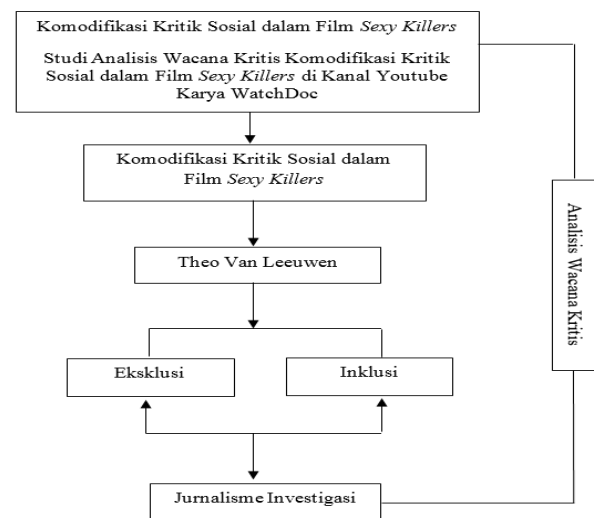 Komodifikasi Kritik Sosial dalam Film Sexy Killers
Studi Analisis Wacana Kritis Komodifikasi Kritik
Sosial dalam Film Sexy Killers di Kanal Youtube
Karya WatchDoc
Komodifikasi Kritik Sosial dalam
Film Sexy Killers
Theo Van Leeuwen
Eksklusi
Inklusi
Jurnalisme Investigasi
Analisis Wacana Kritis